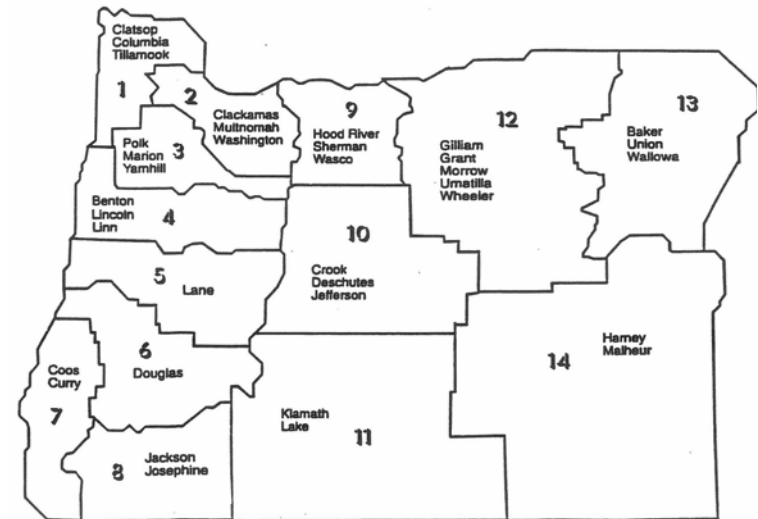 Clatsop
Columbia
Tillamook
1
2
Clackamas
Multnomah
Washington
3
Polk
Marion
Yamhill
9
Hood River
Sherman
Wasco
12
Gilliam
Grant
Morrow
Umatilla
Wheeler
13
Baker
Union
Wallowa
Benton
Lincoln
Linn
4
10
Crook
Deschutes
Jefferson
5
Lane
6
Douglas
Coos
Curry
7
8
Jackson
Josephine
Klamath
Lake
11
14
Harney
Malheur